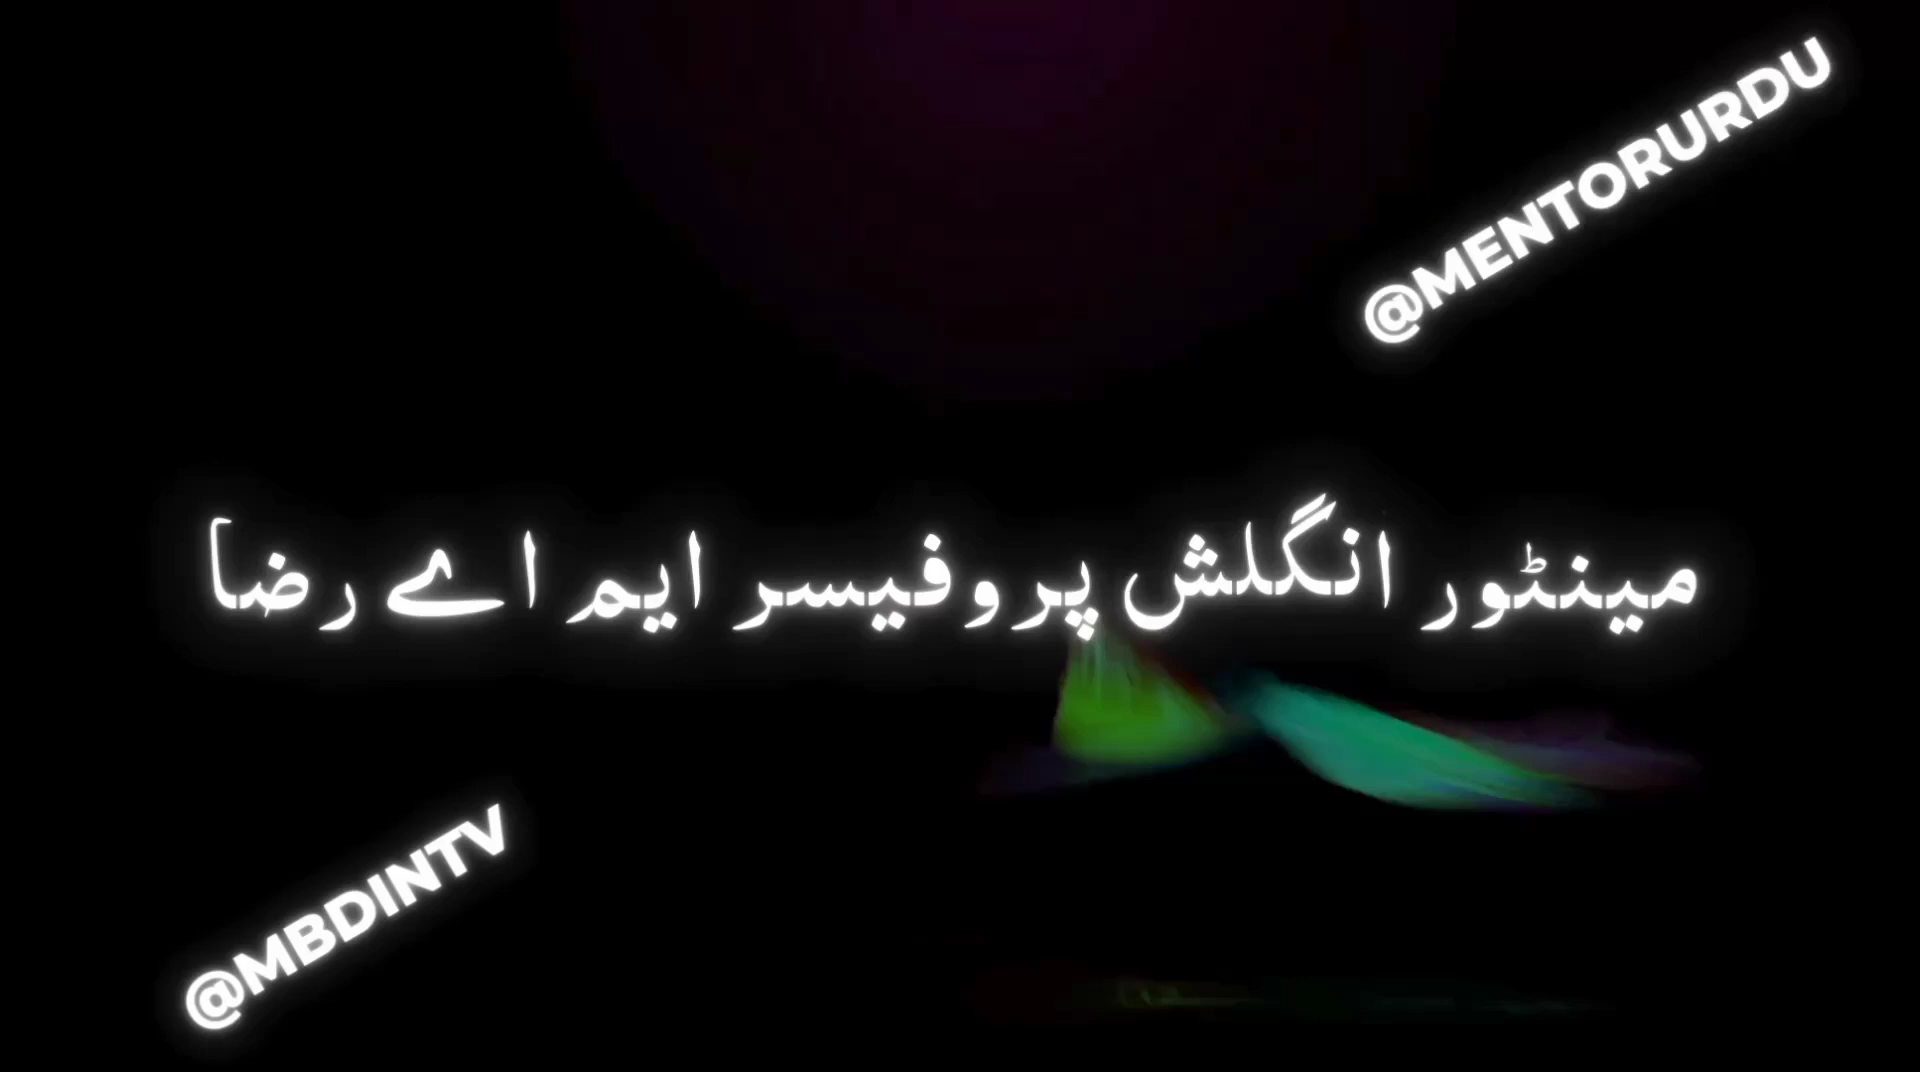 @MENTORURDU
مینٹور انگلش پروفیسر ایم اے رضا
@MBDINTV